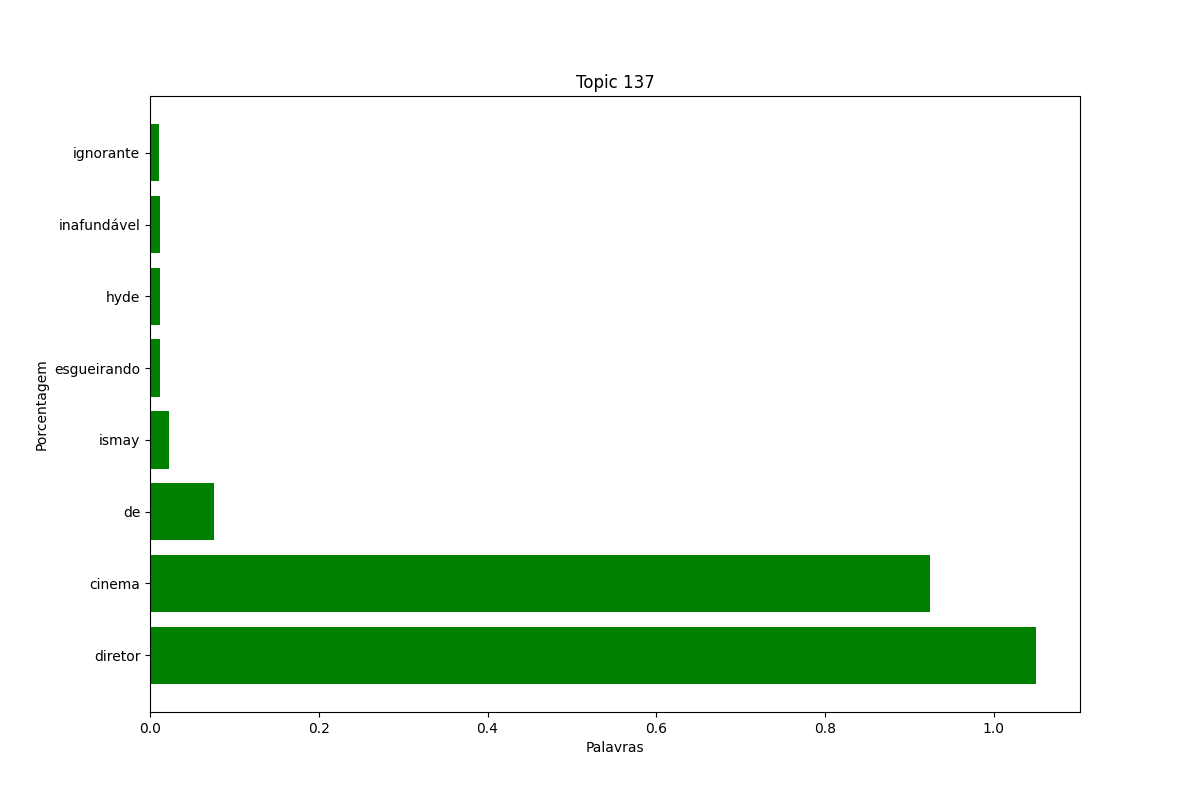 Topic 137
ignorante
inafundável
hyde
esgueirando
ismay
de
cinema
diretor
Porcentagem
0.0 0.2 0.4 0.6 0.8 1.0
Palavras